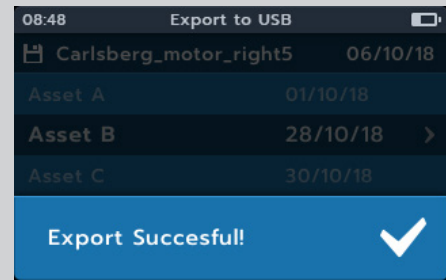 08:48 Export to USB
Carlsberg_motor_right5 06/10/18
Asset A 01/10/18
Asset B 28/10/18
Asset C 30/10/18
Export Succesful!